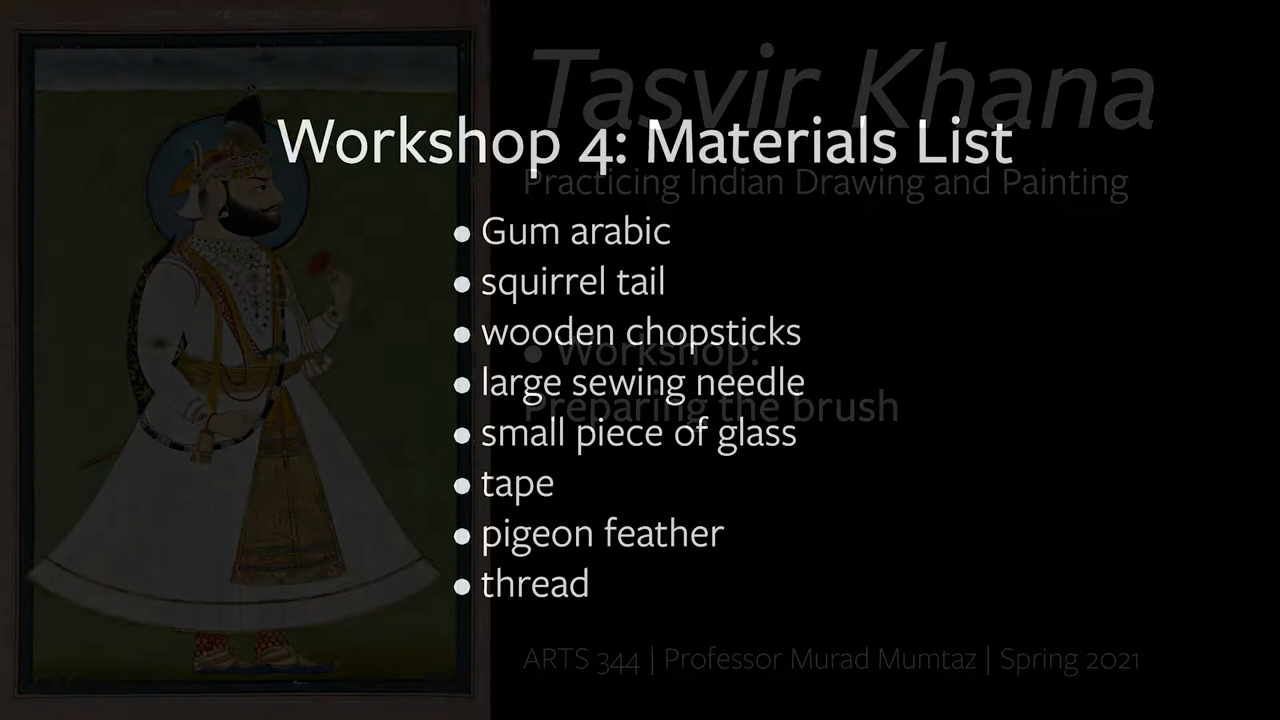 Tasvir Khana
Workshop 4: Materials List
Practicing Indian Drawing and Painting
• Gum arabic
• squirrel tail
• wooden chopsticks
• Workshop:
• large sewing needle
Preparing the brush
• small piece of glass
• tape
• pigeon feather
• thread
ARTS 344 | Professor Murad Mumtaz | Spring 2021